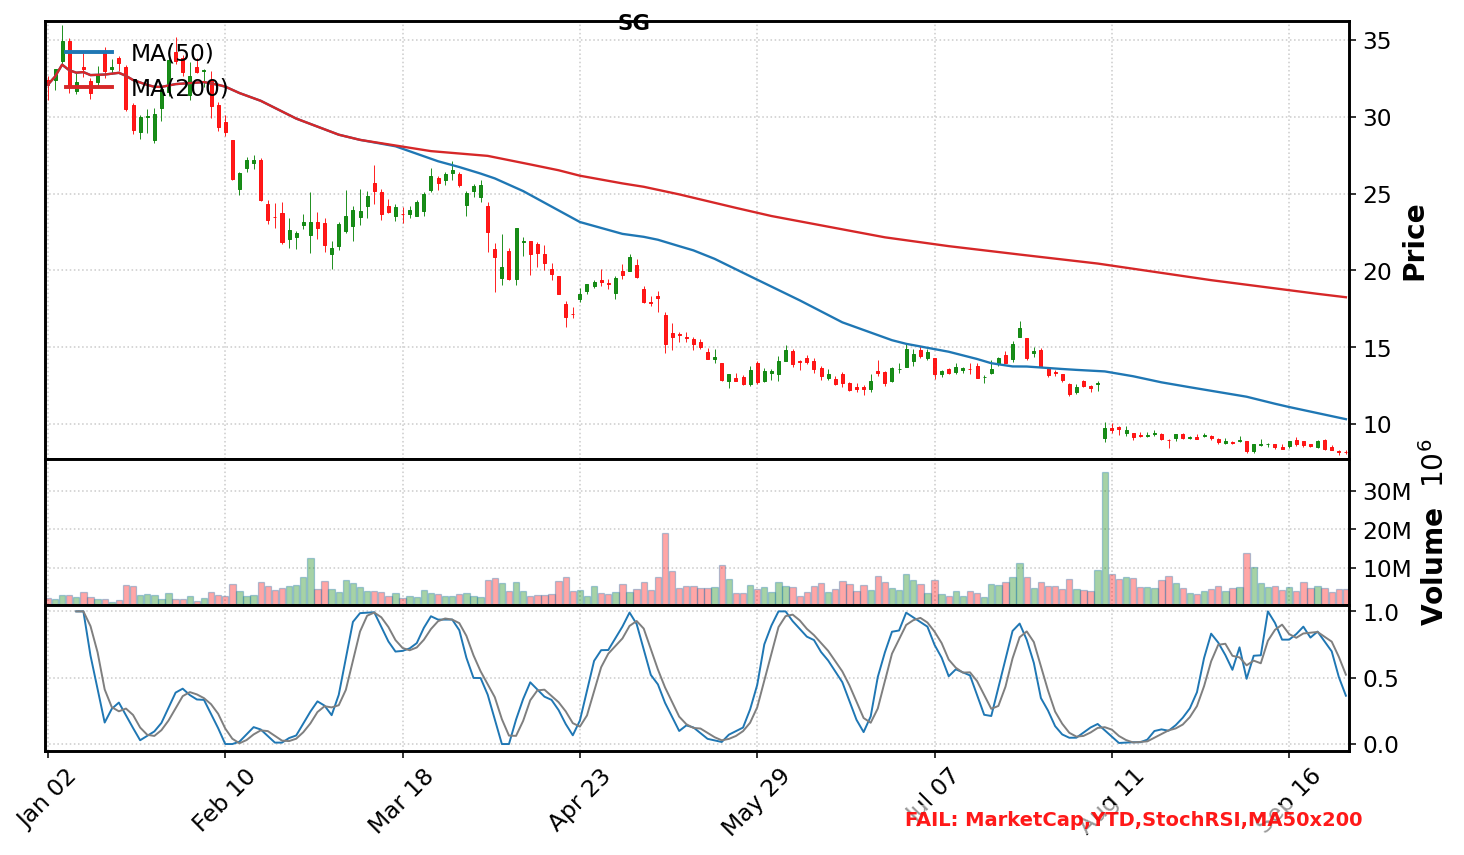 SG
MA(50)
MA(200)
35
30
25
20
15
10
Price
30M
20M
10M
Volume 10^6
1.0
0.5
0.0
Jan 02
Feb 10
Mar 18
Apr 23
May 29
Jul 07
Aug 11
Sep 16
FAIL: MarketCap,YTD,StochRSI,MA50x200